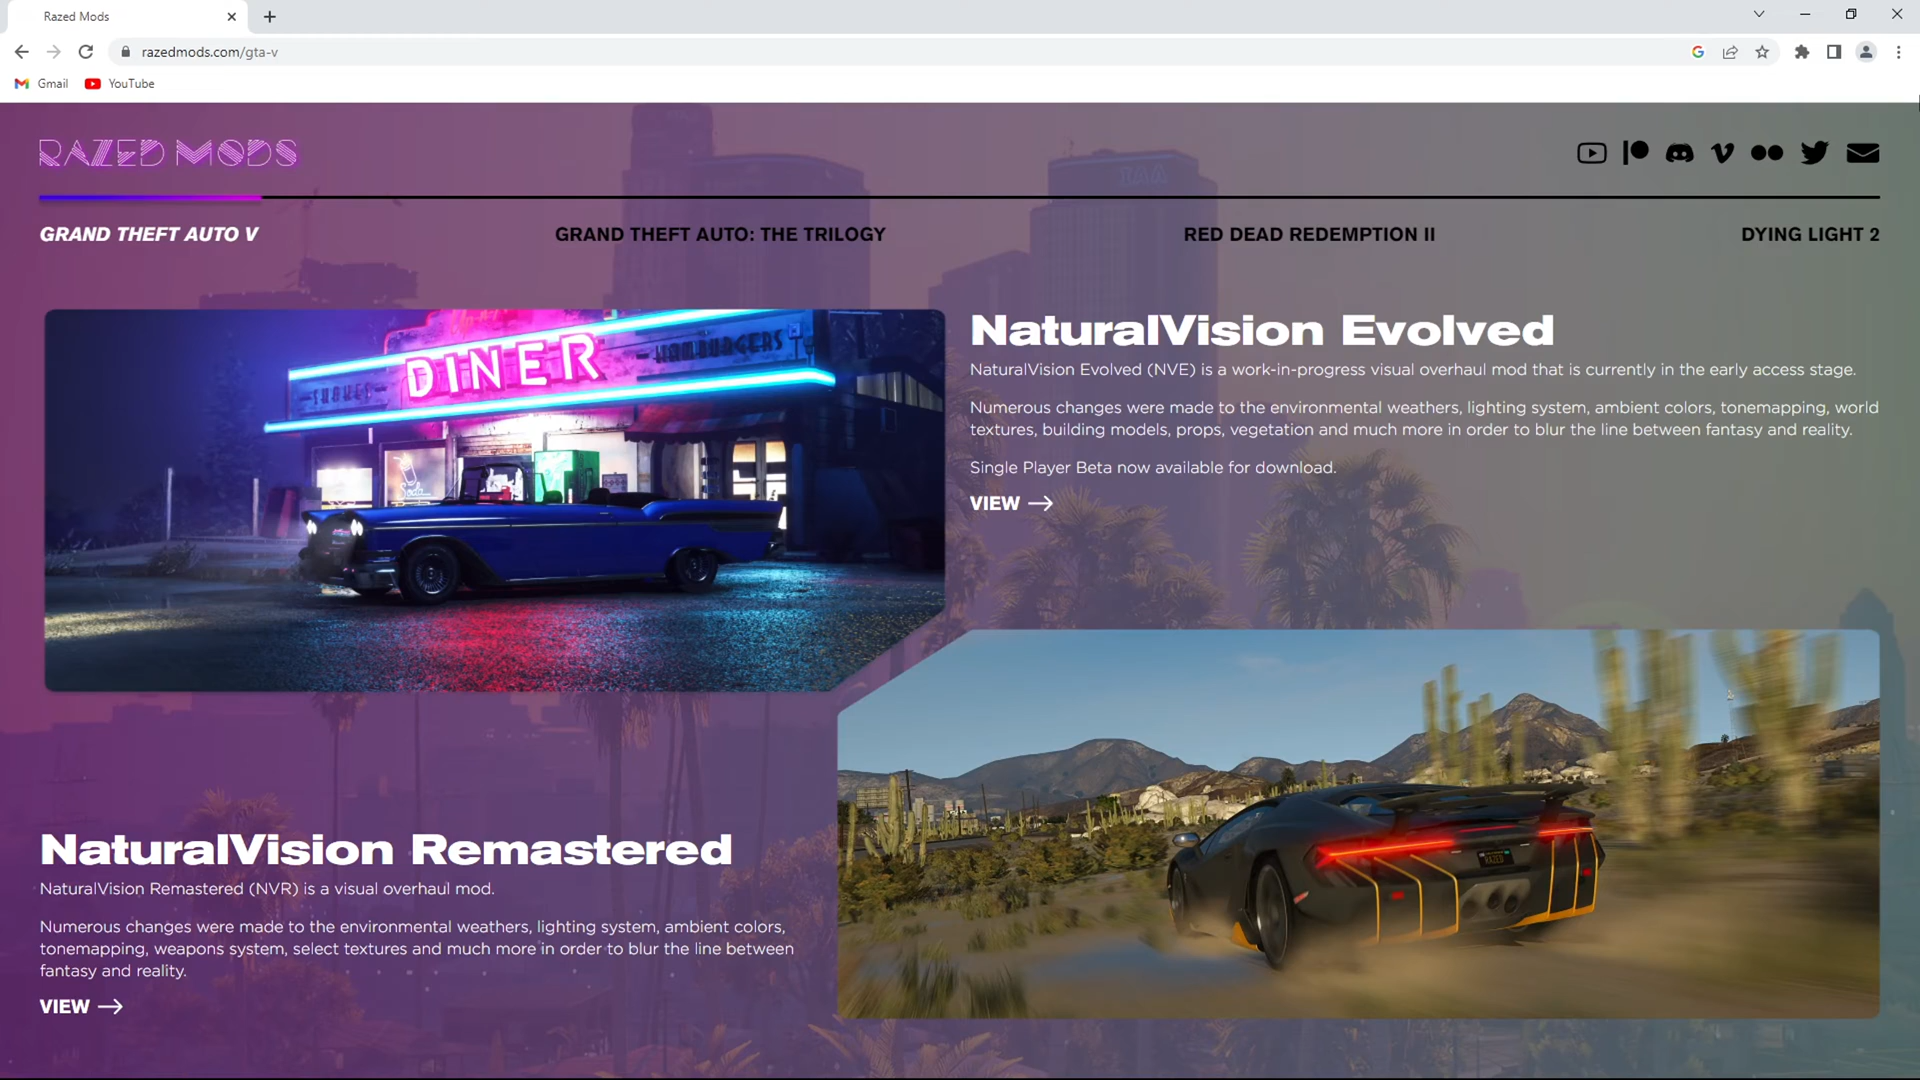 Razed Mods
razedmods.com/gta-v
Gmail YouTube
RAZED MODS
GRAND THEFT AUTO V GRAND THEFT AUTO: THE TRILOGY RED DEAD REDEMPTION II DYING LIGHT 2
DINER
HAMBURGERS
SHAKES
Soda
NaturalVision Evolved
NaturalVision Evolved (NVE) is a work-in-progress visual overhaul mod that is currently in the early access stage.
Numerous changes were made to the environmental weathers, lighting system, ambient colors, tonemapping, world
textures, building models, props, vegetation and much more in order to blur the line between fantasy and reality.
Single Player Beta now available for download.
VIEW
NaturalVision Remastered
NaturalVision Remastered (NVR) is a visual overhaul mod.
Numerous changes were made to the environmental weathers, lighting system, ambient colors,
tonemapping, weapons system, select textures and much more in order to blur the line between
fantasy and reality.
VIEW